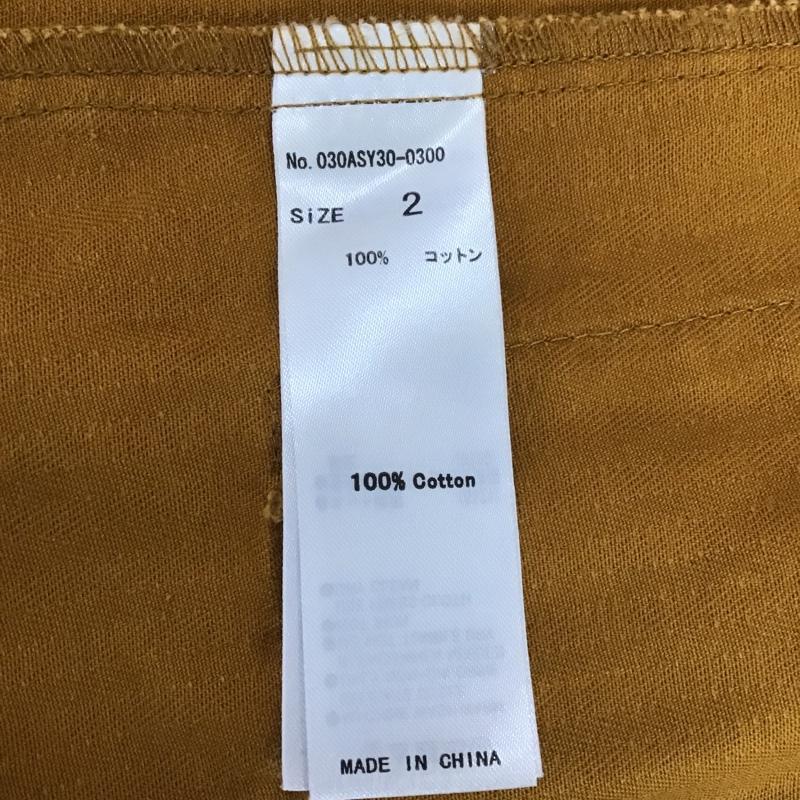 No. 030ASY30-0300
SiZE 2
100% コットン
100% Cotton
MADE IN CHINA